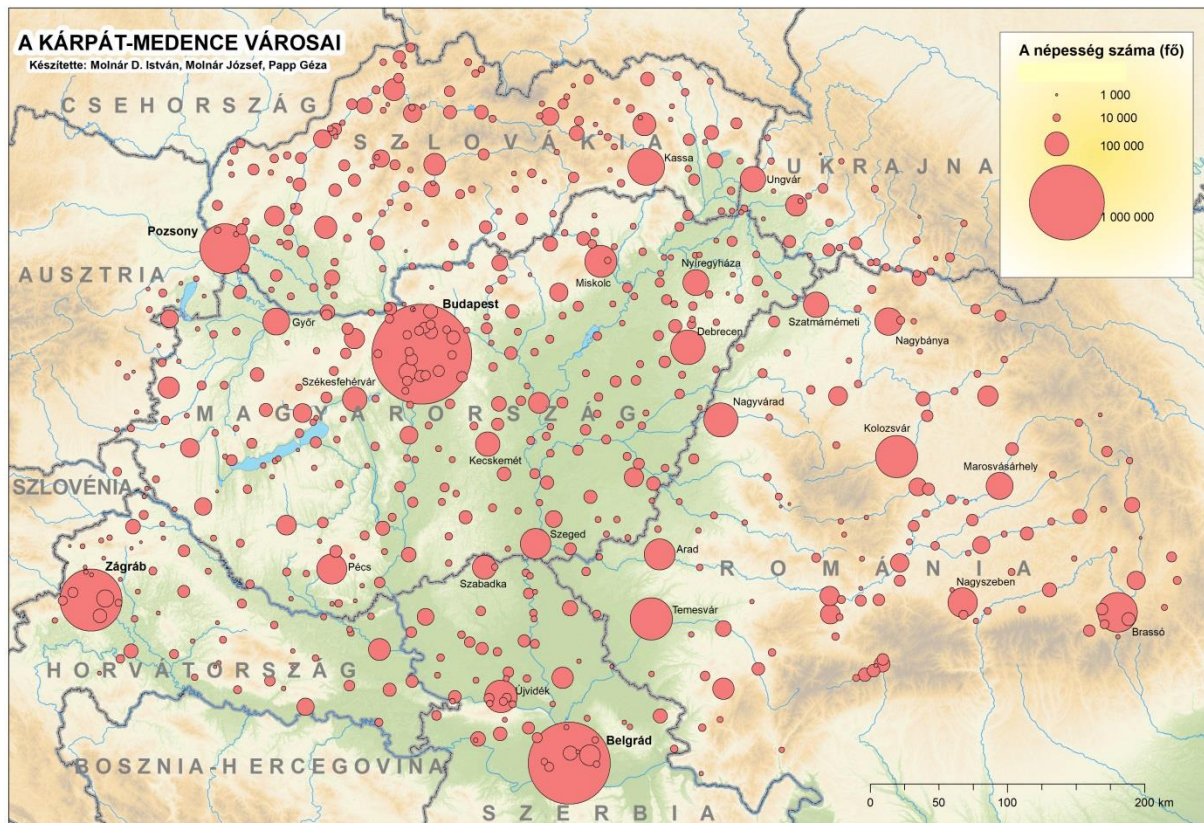 A KÁRPÁT-MEDENCE VÁROSAI
Készítette: Molnár D. István, Molnár József, Papp Géza
A népesség száma (fő)
1 000
10 000
100 000
1 000 000
CSEHORSZÁG
SZLOVÁKIA
UKRAJNA
Kassa
Ungvár
Pozsony
AUSZTRIA
Miskolc
Nyíregyháza
Budapest
Győr
Szatmárnémeti
Nagybánya
Debrecen
Székesfehérvár
MAGYARORSZÁG
Nagyvárad
Kecskemét
Kolozsvár
Marosvásárhely
SZLOVÉNIA
Szeged
Arad
Zágráb
Pécs
Szabadka
ROMÁNIA
Nagyszeben
Temesvár
Brassó
HORVÁTORSZÁG
Újvidék
Belgrád
BOSZNIA-HERCEGOVINA
SZERBIA
0 50 100 200 km